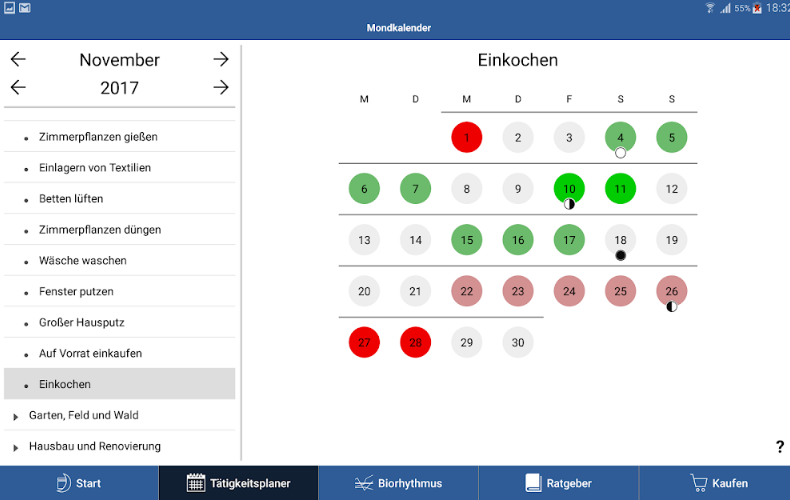 55% 18:32
Mondkalender
November
2017
Zimmerpflanzen gießen
Einlagern von Textilien
Betten lüften
Zimmerpflanzen düngen
Wäsche waschen
Fenster putzen
Großer Hausputz
Auf Vorrat einkaufen
Einkochen
Garten, Feld und Wald
Hausbau und Renovierung
Einkochen
M D M D F S S
1 2 3 4 5
6 7 8 9 10 11 12
13 14 15 16 17 18 19
20 21 22 23 24 25 26
27 28 29 30
?
Start Tätigkeitsplaner Biorhythmus Ratgeber Kaufen